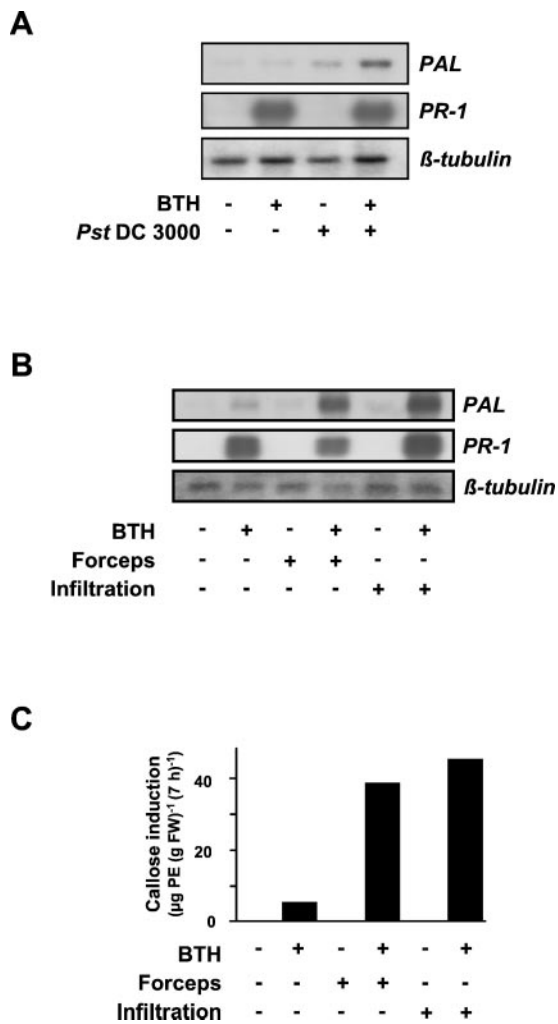 A
PAL
PR-1
ß-tubulin
BTH - + - +
Pst DC 3000 - - + +
B
PAL
PR-1
ß-tubulin
BTH - + - + - +
Forceps - - + + - -
Infiltration - - - - + +
C
Callose induction
(µg PE (g FW)⁻¹ (7 h)⁻¹
40
20
0
BTH - + - + - +
Forceps - - + + - -
Infiltration - - - - + +